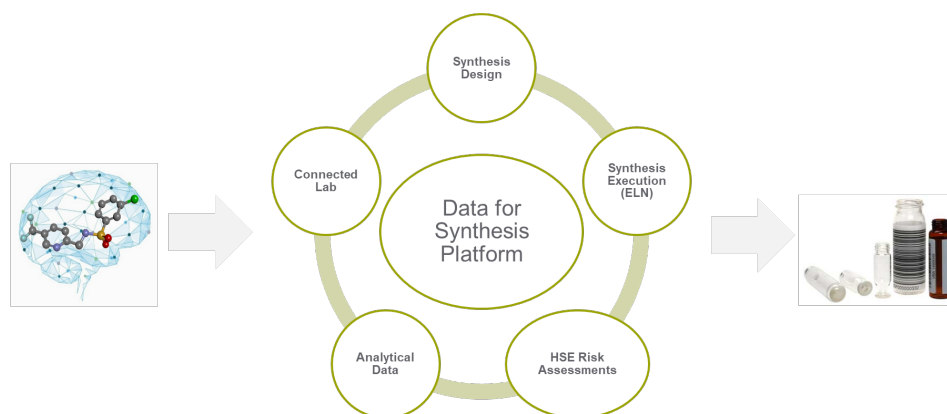 Synthesis
Design
Connected
Lab
Synthesis
Execution
(ELN)
Data for
Synthesis
Platform
Analytical
Data
HSE Risk
Assessments